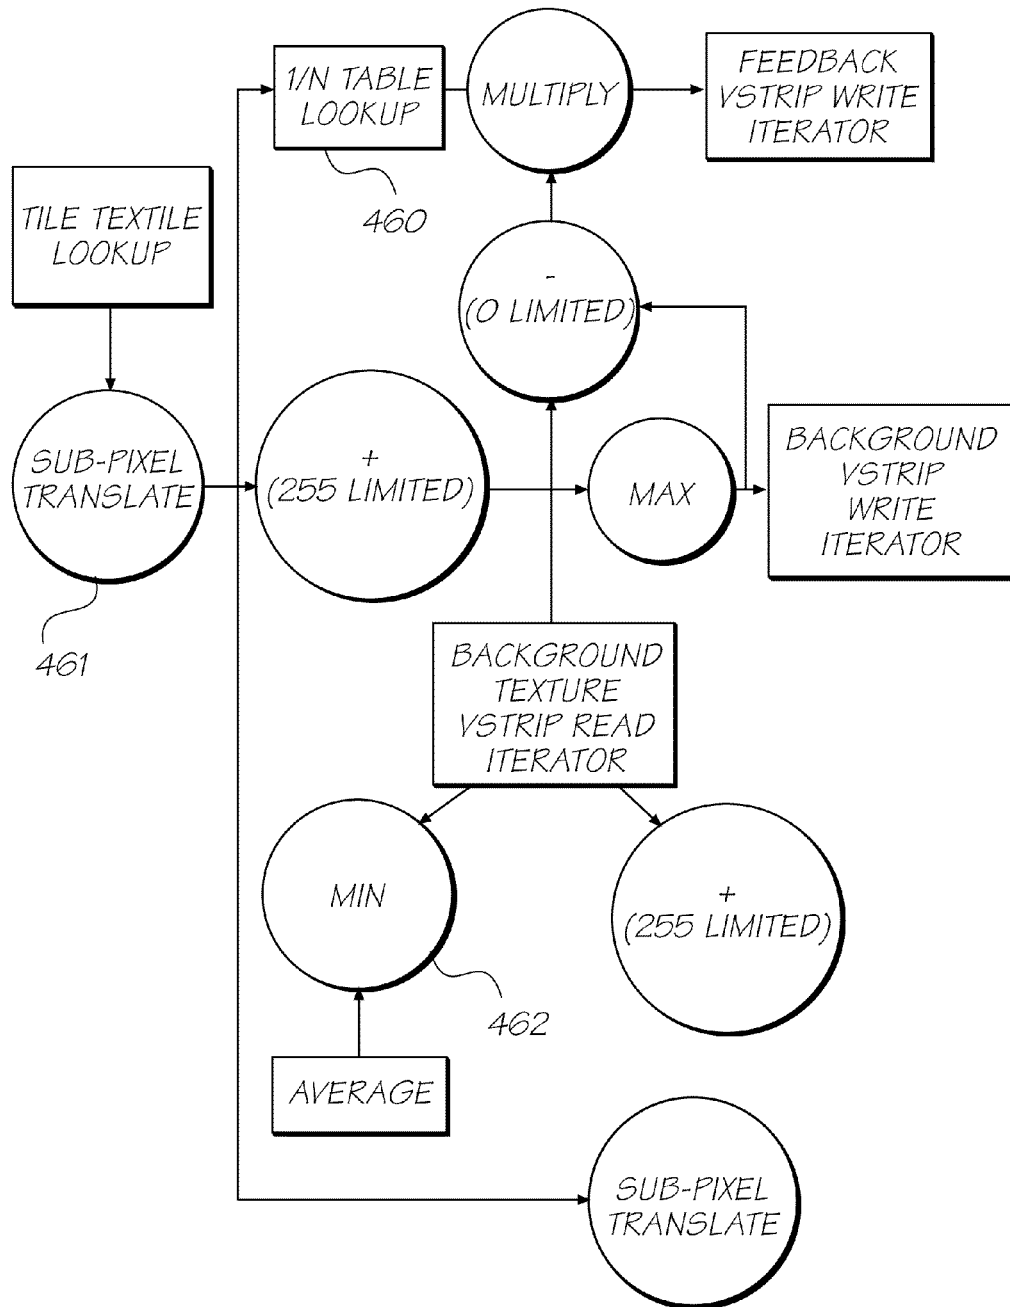 1/N TABLE
LOOKUP
MULTIPLY
FEEDBACK
VSTRIP WRITE
ITERATOR
460
TILE TEXTILE
LOOKUP
-
(0 LIMITED)
SUB-PIXEL
TRANSLATE
461
+
(255 LIMITED)
MAX
BACKGROUND
VSTRIP
WRITE
ITERATOR
BACKGROUND
TEXTURE
VSTRIP READ
ITERATOR
MIN
462
+
(255 LIMITED)
AVERAGE
SUB-PIXEL
TRANSLATE